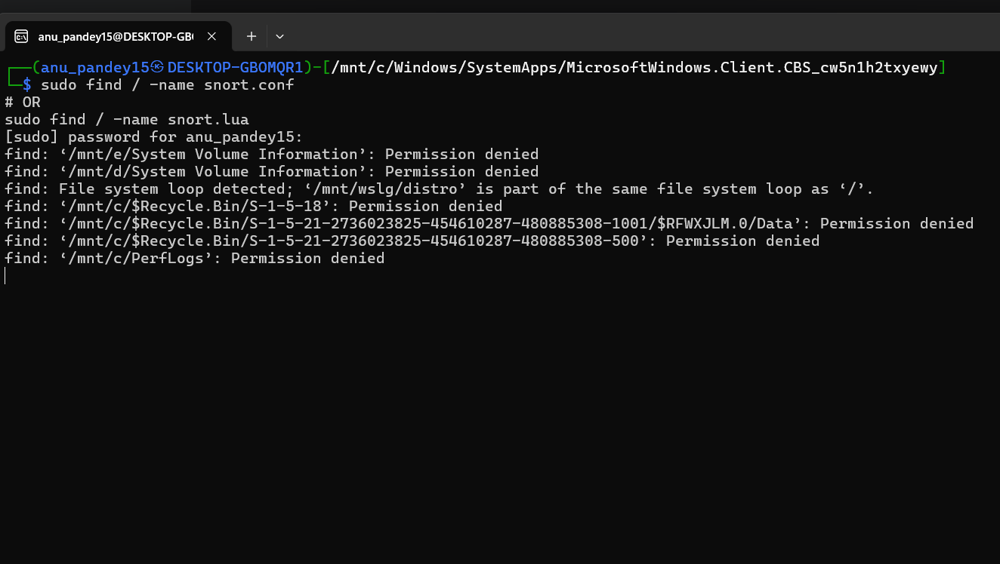 anu_pandey15@DESKTOP-GB
┌──(anu_pandey15㉿DESKTOP-GBOMQR1)-[/mnt/c/Windows/SystemApps/MicrosoftWindows.Client.CBS_cw5n1h2txyewy]
└─$ sudo find / -name snort.conf
# OR
sudo find / -name snort.lua
[sudo] password for anu_pandey15:
find: ‘/mnt/e/System Volume Information’: Permission denied
find: ‘/mnt/d/System Volume Information’: Permission denied
find: File system loop detected; ‘/mnt/wslg/distro’ is part of the same file system loop as ‘/’.
find: ‘/mnt/c/$Recycle.Bin/S-1-5-18’: Permission denied
find: ‘/mnt/c/$Recycle.Bin/S-1-5-21-2736023825-454610287-480885308-1001/$RFWXJLM.0/Data’: Permission denied
find: ‘/mnt/c/$Recycle.Bin/S-1-5-21-2736023825-454610287-480885308-500’: Permission denied
find: ‘/mnt/c/PerfLogs’: Permission denied